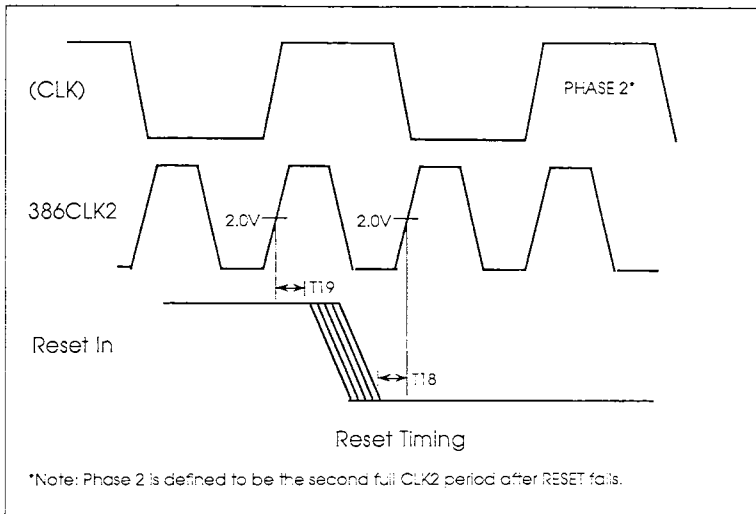 (CLK)
PHASE 2*
386CLK2
2.0V
2.0V
T19
Reset In
T18
Reset Timing
*Note: Phase 2 is defined to be the second full CLK2 period after RESET falls.